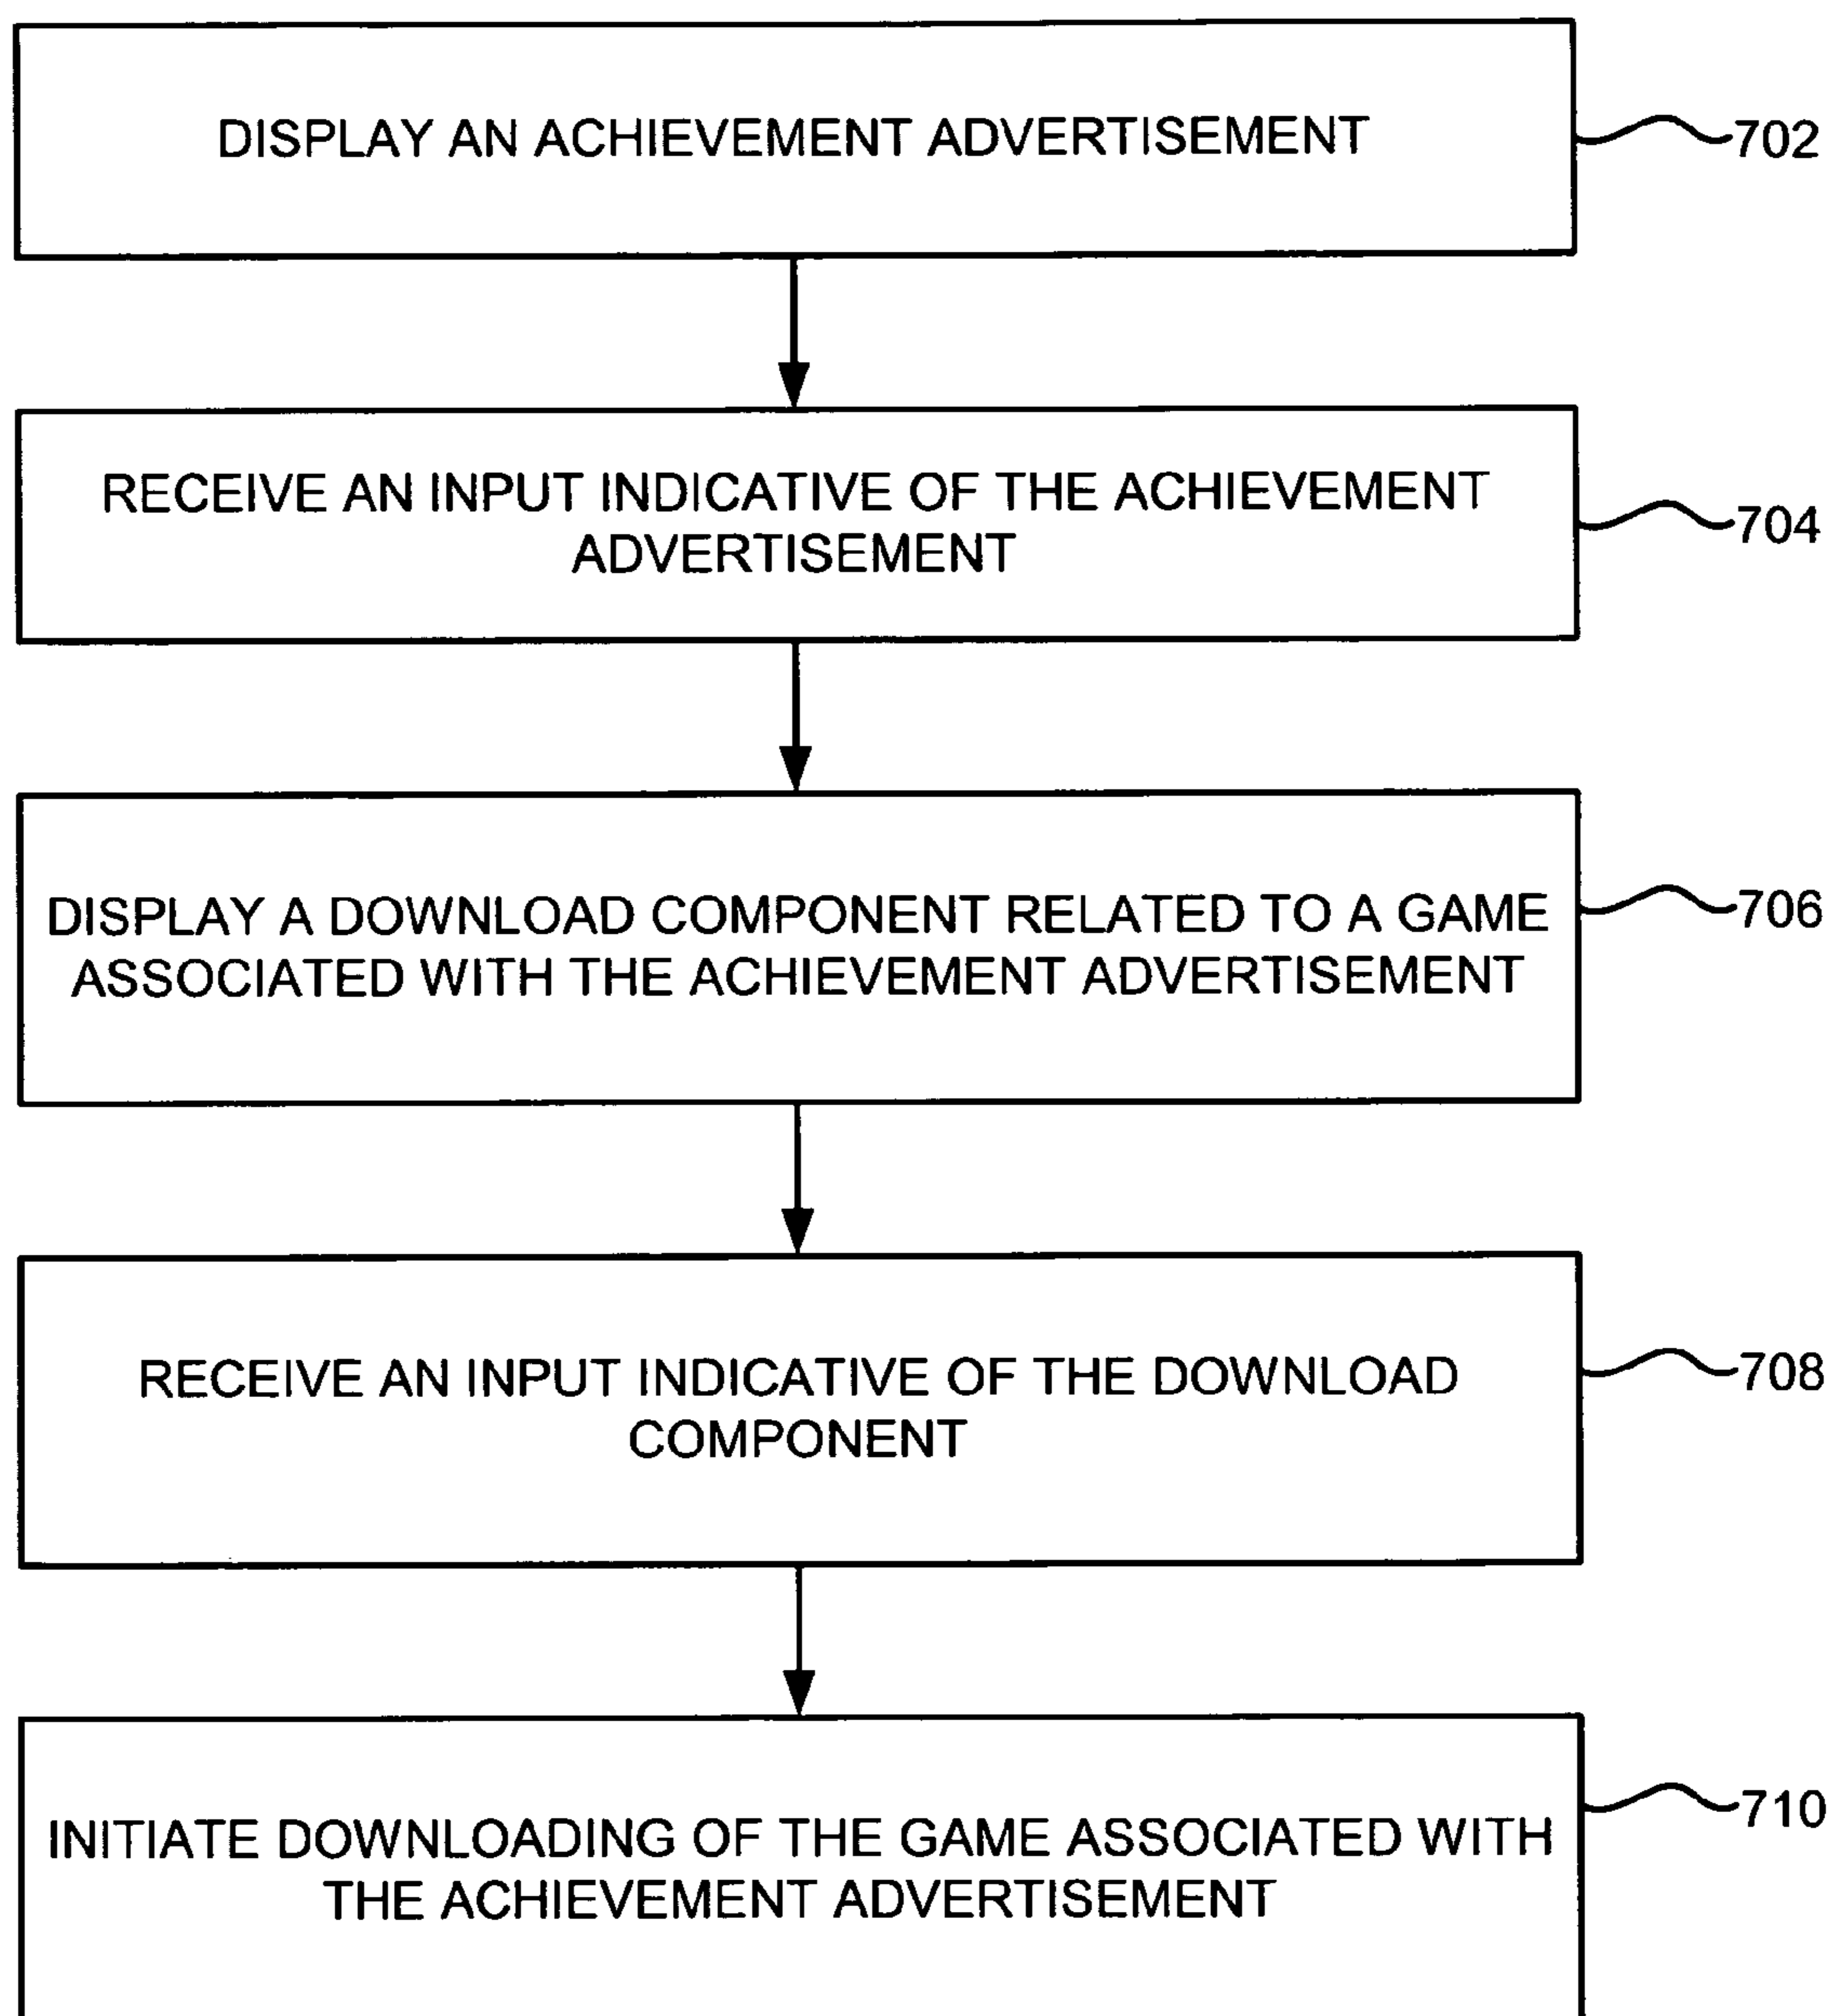 DISPLAY AN ACHIEVEMENT ADVERTISEMENT
702
RECEIVE AN INPUT INDICATIVE OF THE ACHIEVEMENT
ADVERTISEMENT
704
DISPLAY A DOWNLOAD COMPONENT RELATED TO A GAME
ASSOCIATED WITH THE ACHIEVEMENT ADVERTISEMENT
706
RECEIVE AN INPUT INDICATIVE OF THE DOWNLOAD
COMPONENT
708
INITIATE DOWNLOADING OF THE GAME ASSOCIATED WITH
THE ACHIEVEMENT ADVERTISEMENT
710